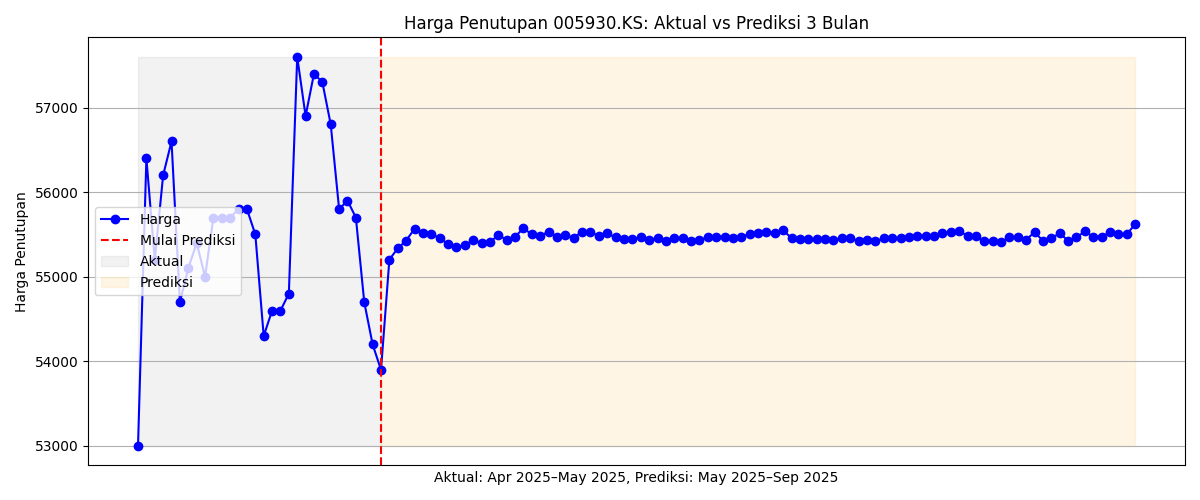 Harga Penutupan 005930.KS: Aktual vs Prediksi 3 Bulan
Harga Penutupan
57000
56000
55000
54000
53000
Harga
Mulai Prediksi
Aktual
Prediksi
Aktual: Apr 2025–May 2025, Prediksi: May 2025–Sep 2025